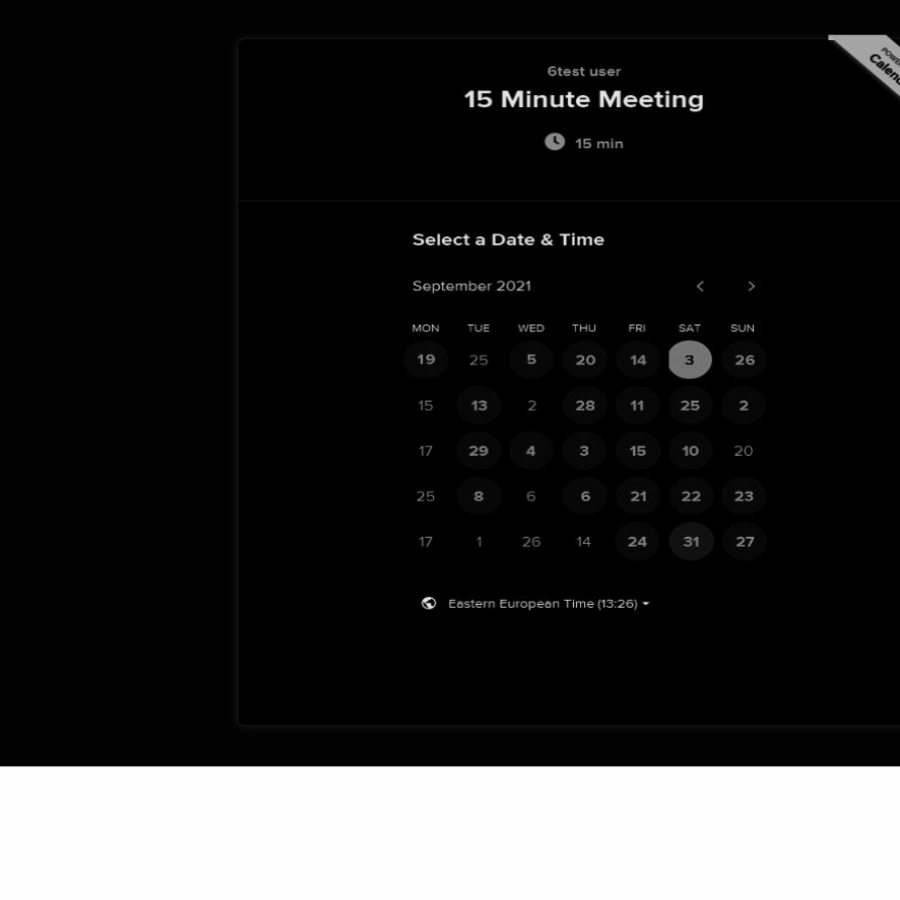 6test user
15 Minute Meeting
15 min
Select a Date & Time
September 2021
MON TUE WED THU FRI SAT SUN
19 25 5 20 14 3 26
15 13 2 28 11 25 2
17 29 4 3 15 10 20
25 8 6 6 21 22 23
17 1 26 14 24 31 27
Eastern European Time (13:26)